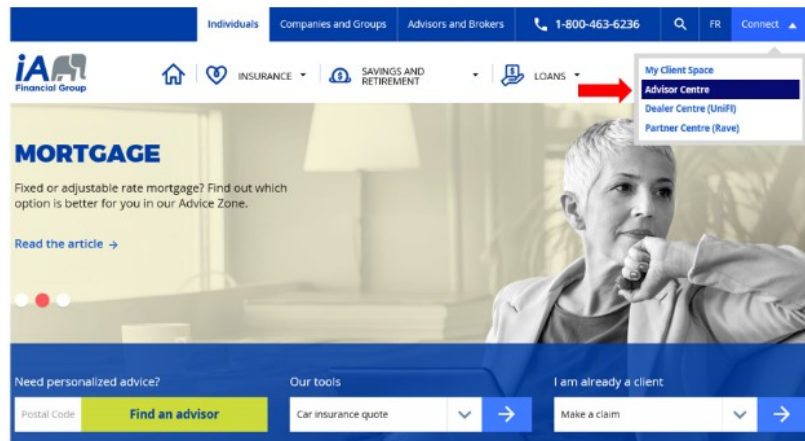 Individuals
Companies and Groups
Advisors and Brokers
1-800-463-6236
FR
Connect
iA
Financial Group
INSURANCE
SAVINGS AND
RETIREMENT
LOANS
My Client Space
Advisor Centre
Dealer Centre (UniFI)
Partner Centre (Rave)
MORTGAGE
Fixed or adjustable rate mortgage? Find out which
option is better for you in our Advice Zone.
Read the article →
Need personalized advice?
Our tools
I am already a client
Postal Code
Find an advisor
Car insurance quote
Make a claim